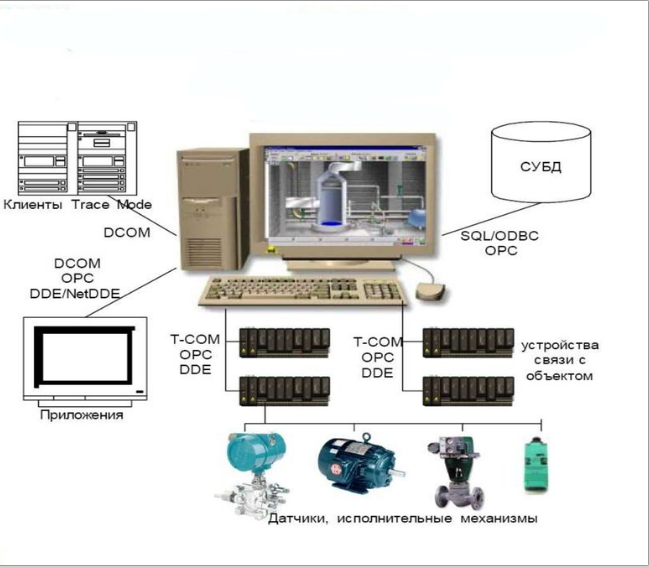 СУБД
Клиенты Trace Mode
DCOM
SQL/ODBC
OPC
DCOM
OPC
DDE/NetDDE
T-COM
OPC
DDE
T-COM
OPC
DDE
устройства
связи с
объектом
Приложения
Датчики, исполнительные механизмы